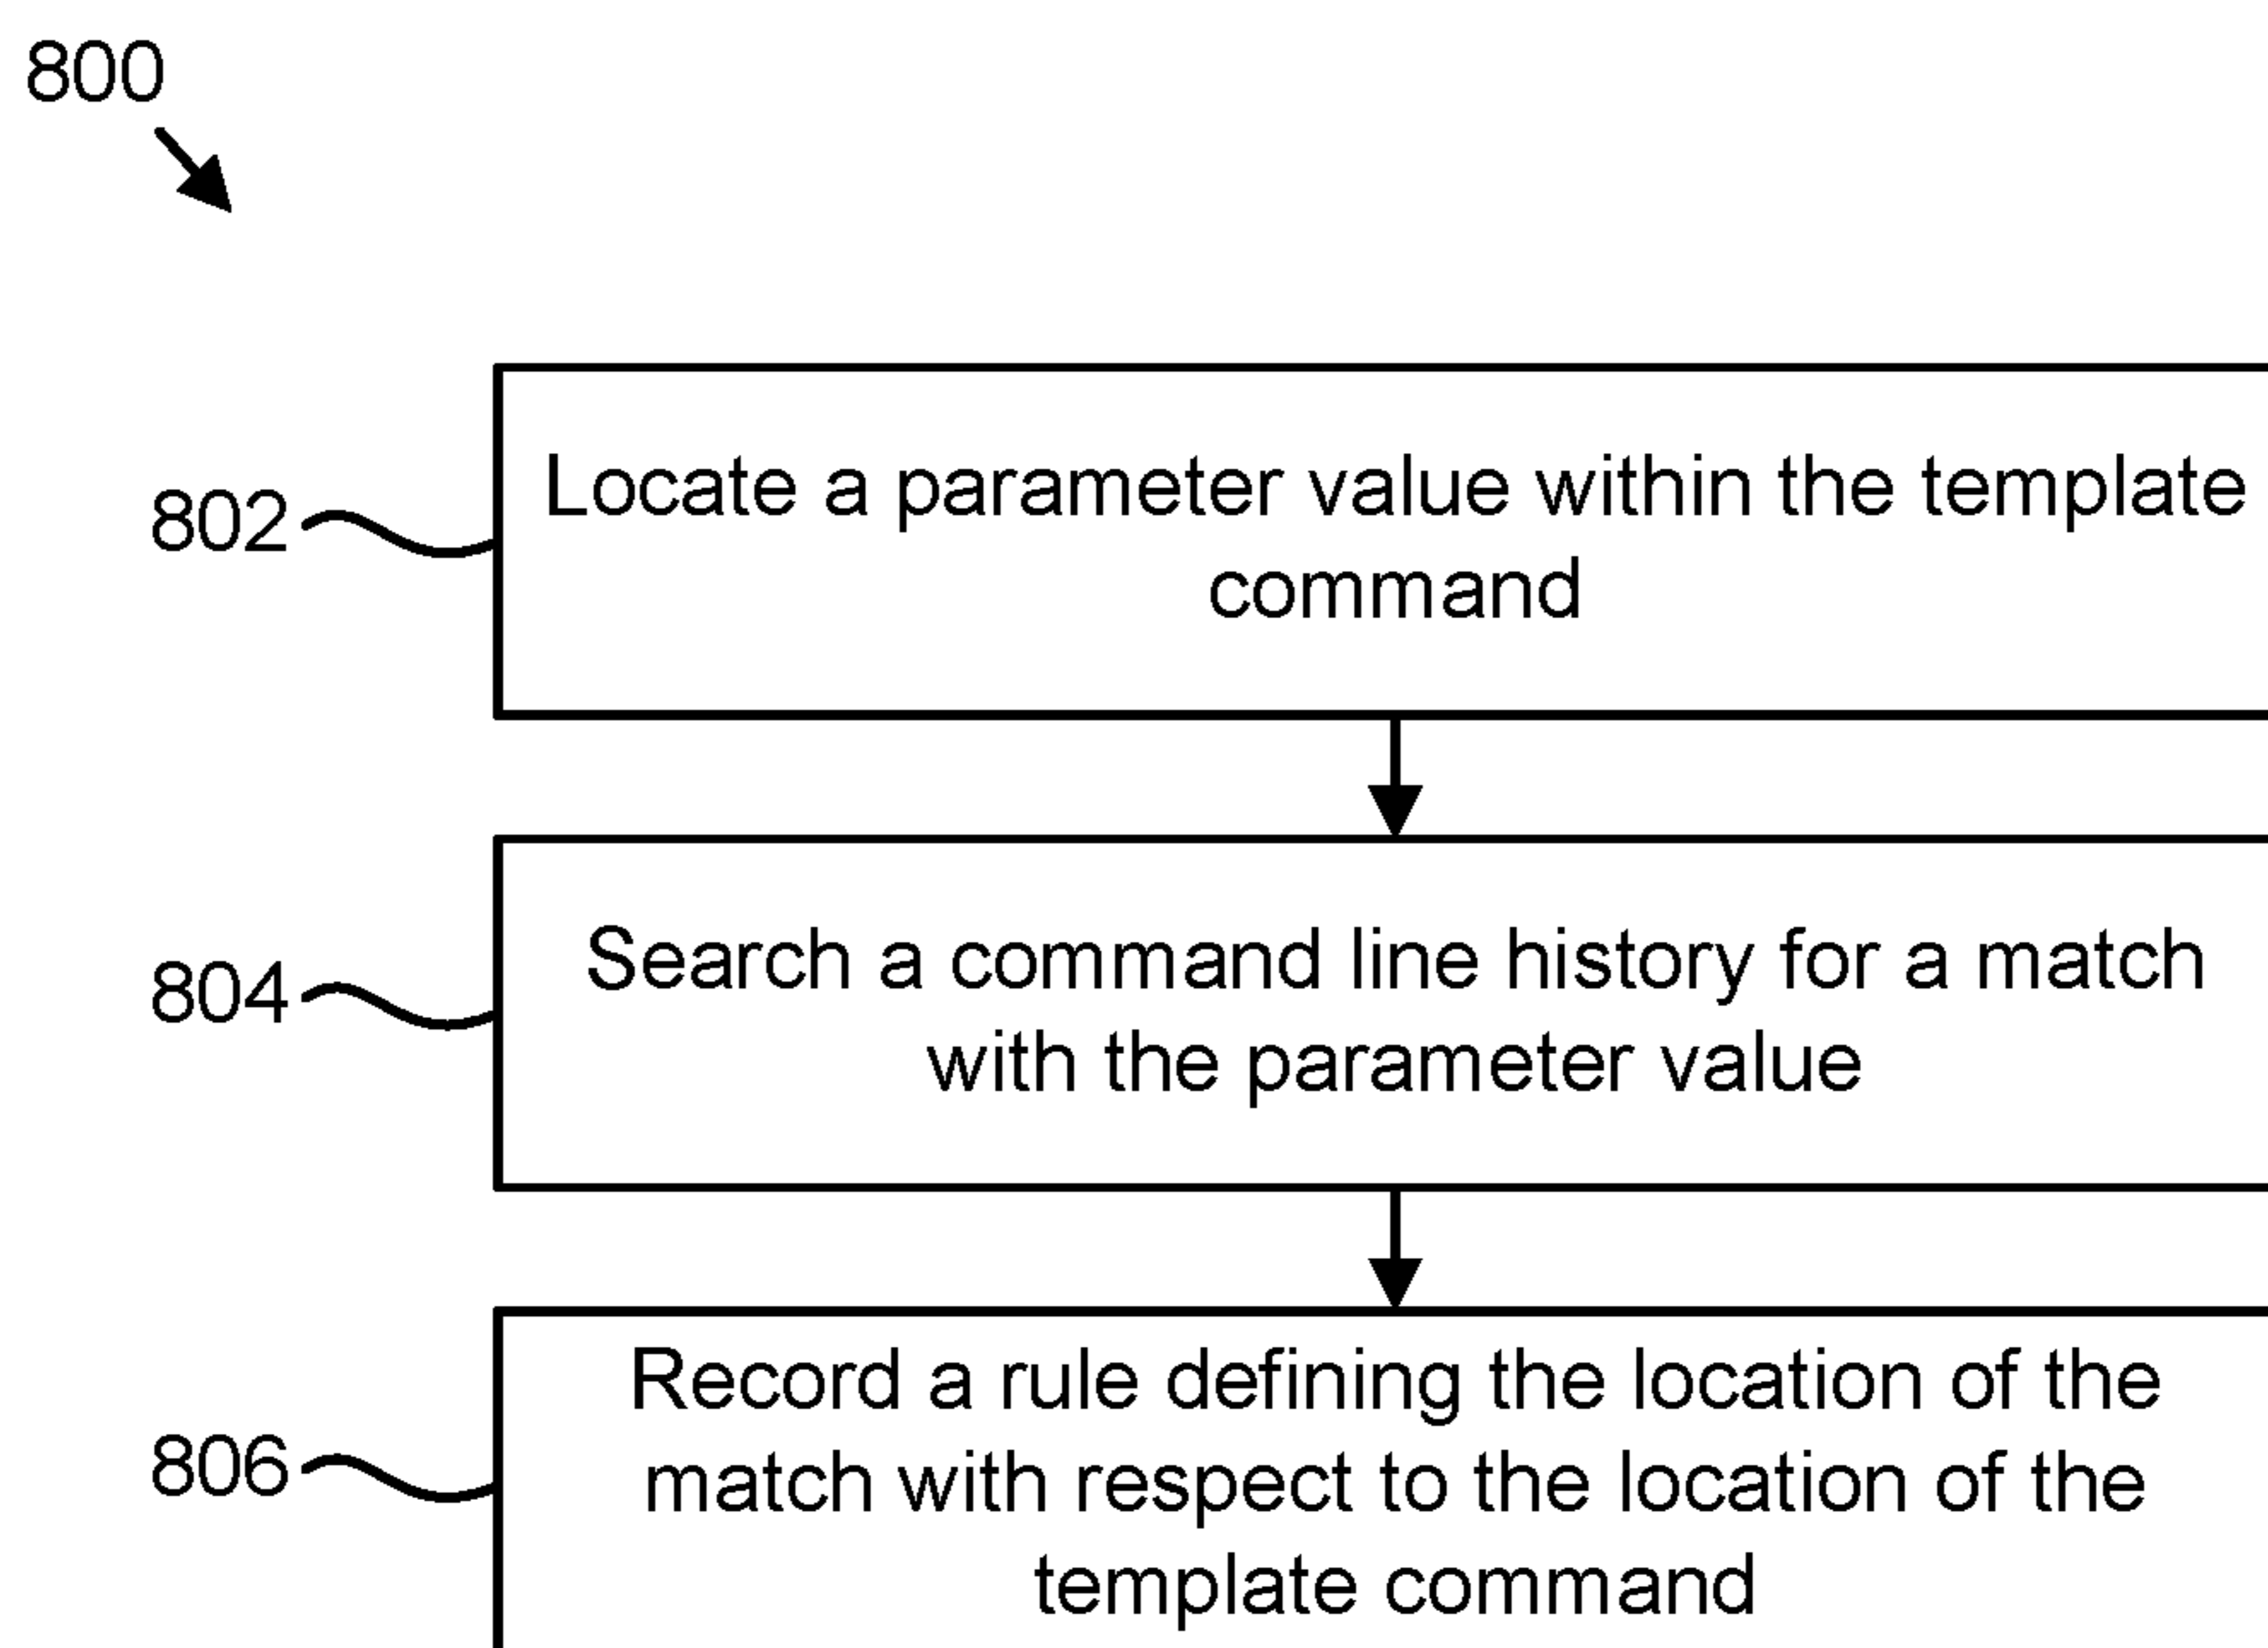 800
802
Locate a parameter value within the template
command
804
Search a command line history for a match
with the parameter value
806
Record a rule defining the location of the
match with respect to the location of the
template command